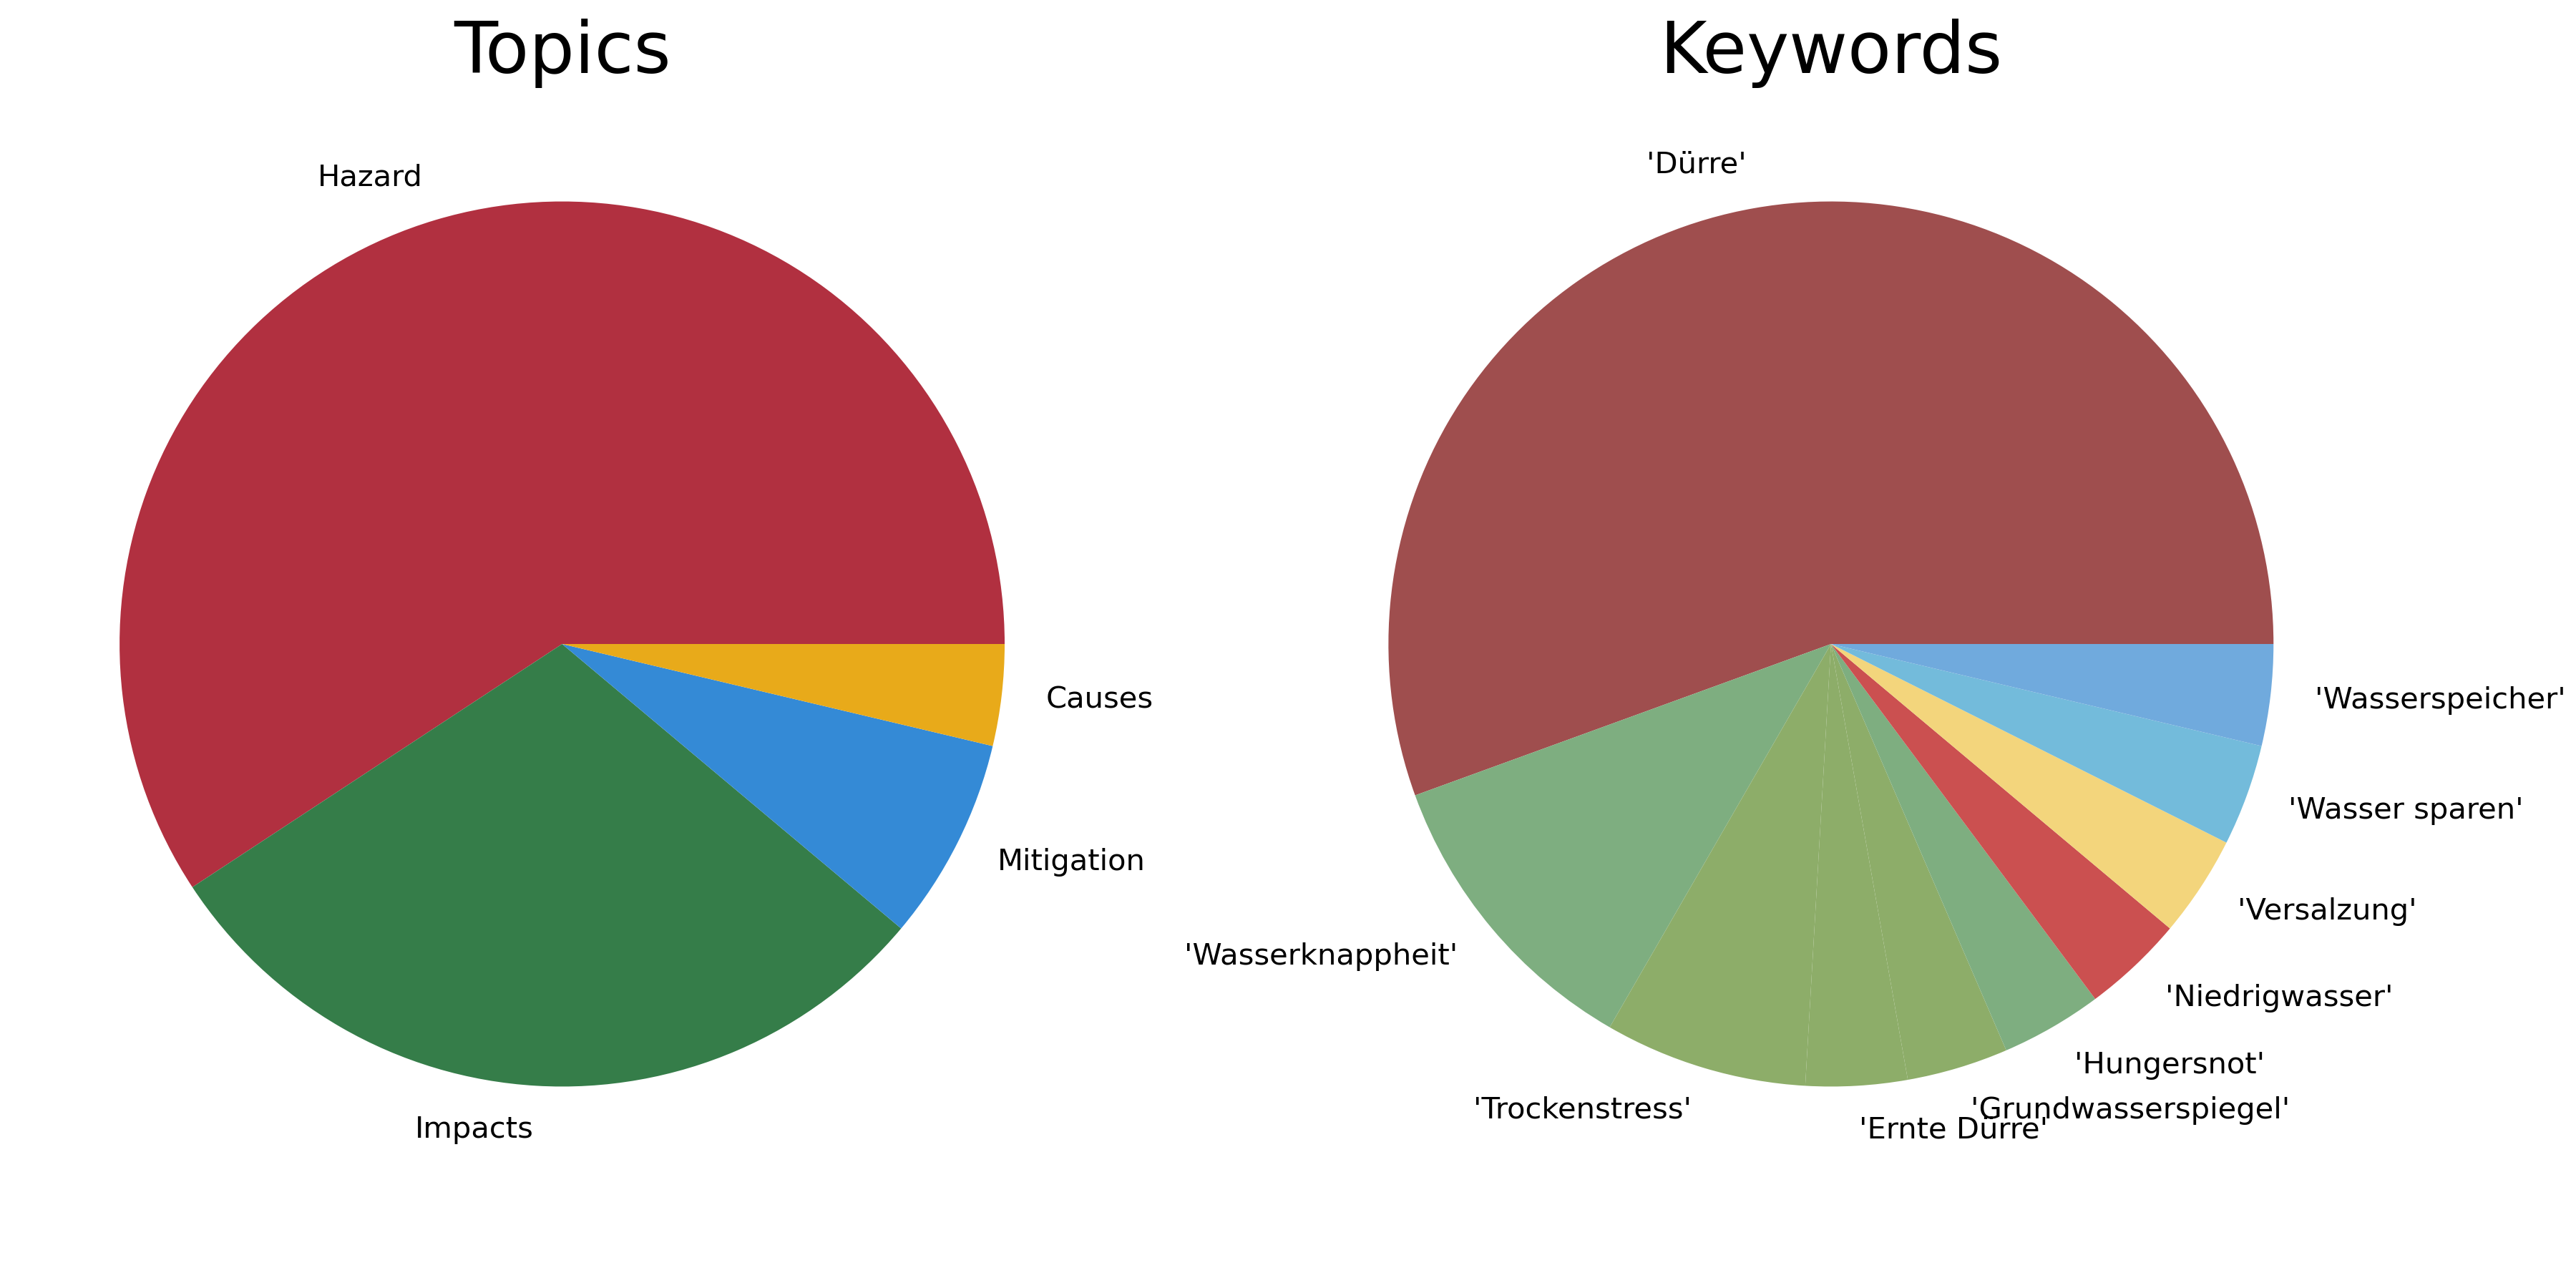 Topics
Hazard
Causes
Mitigation
Impacts
Keywords
'Dürre'
'Wasserspeicher'
'Wasser sparen'
'Versalzung'
'Wasserknappheit'
'Niedrigwasser'
'Hungersnot'
'Trockenstress'
'Grundwasserspiegel'
'Ernte Dürre'